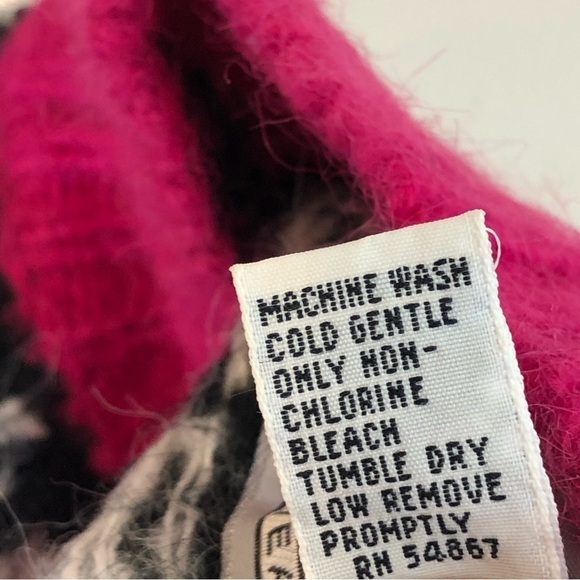 MACHINE WASH
COLD GENTLE
ONLY NON-
CHLORINE
BLEACH
TUMBLE DRY
LOW REMOVE
PROMPTLY
RN 54867